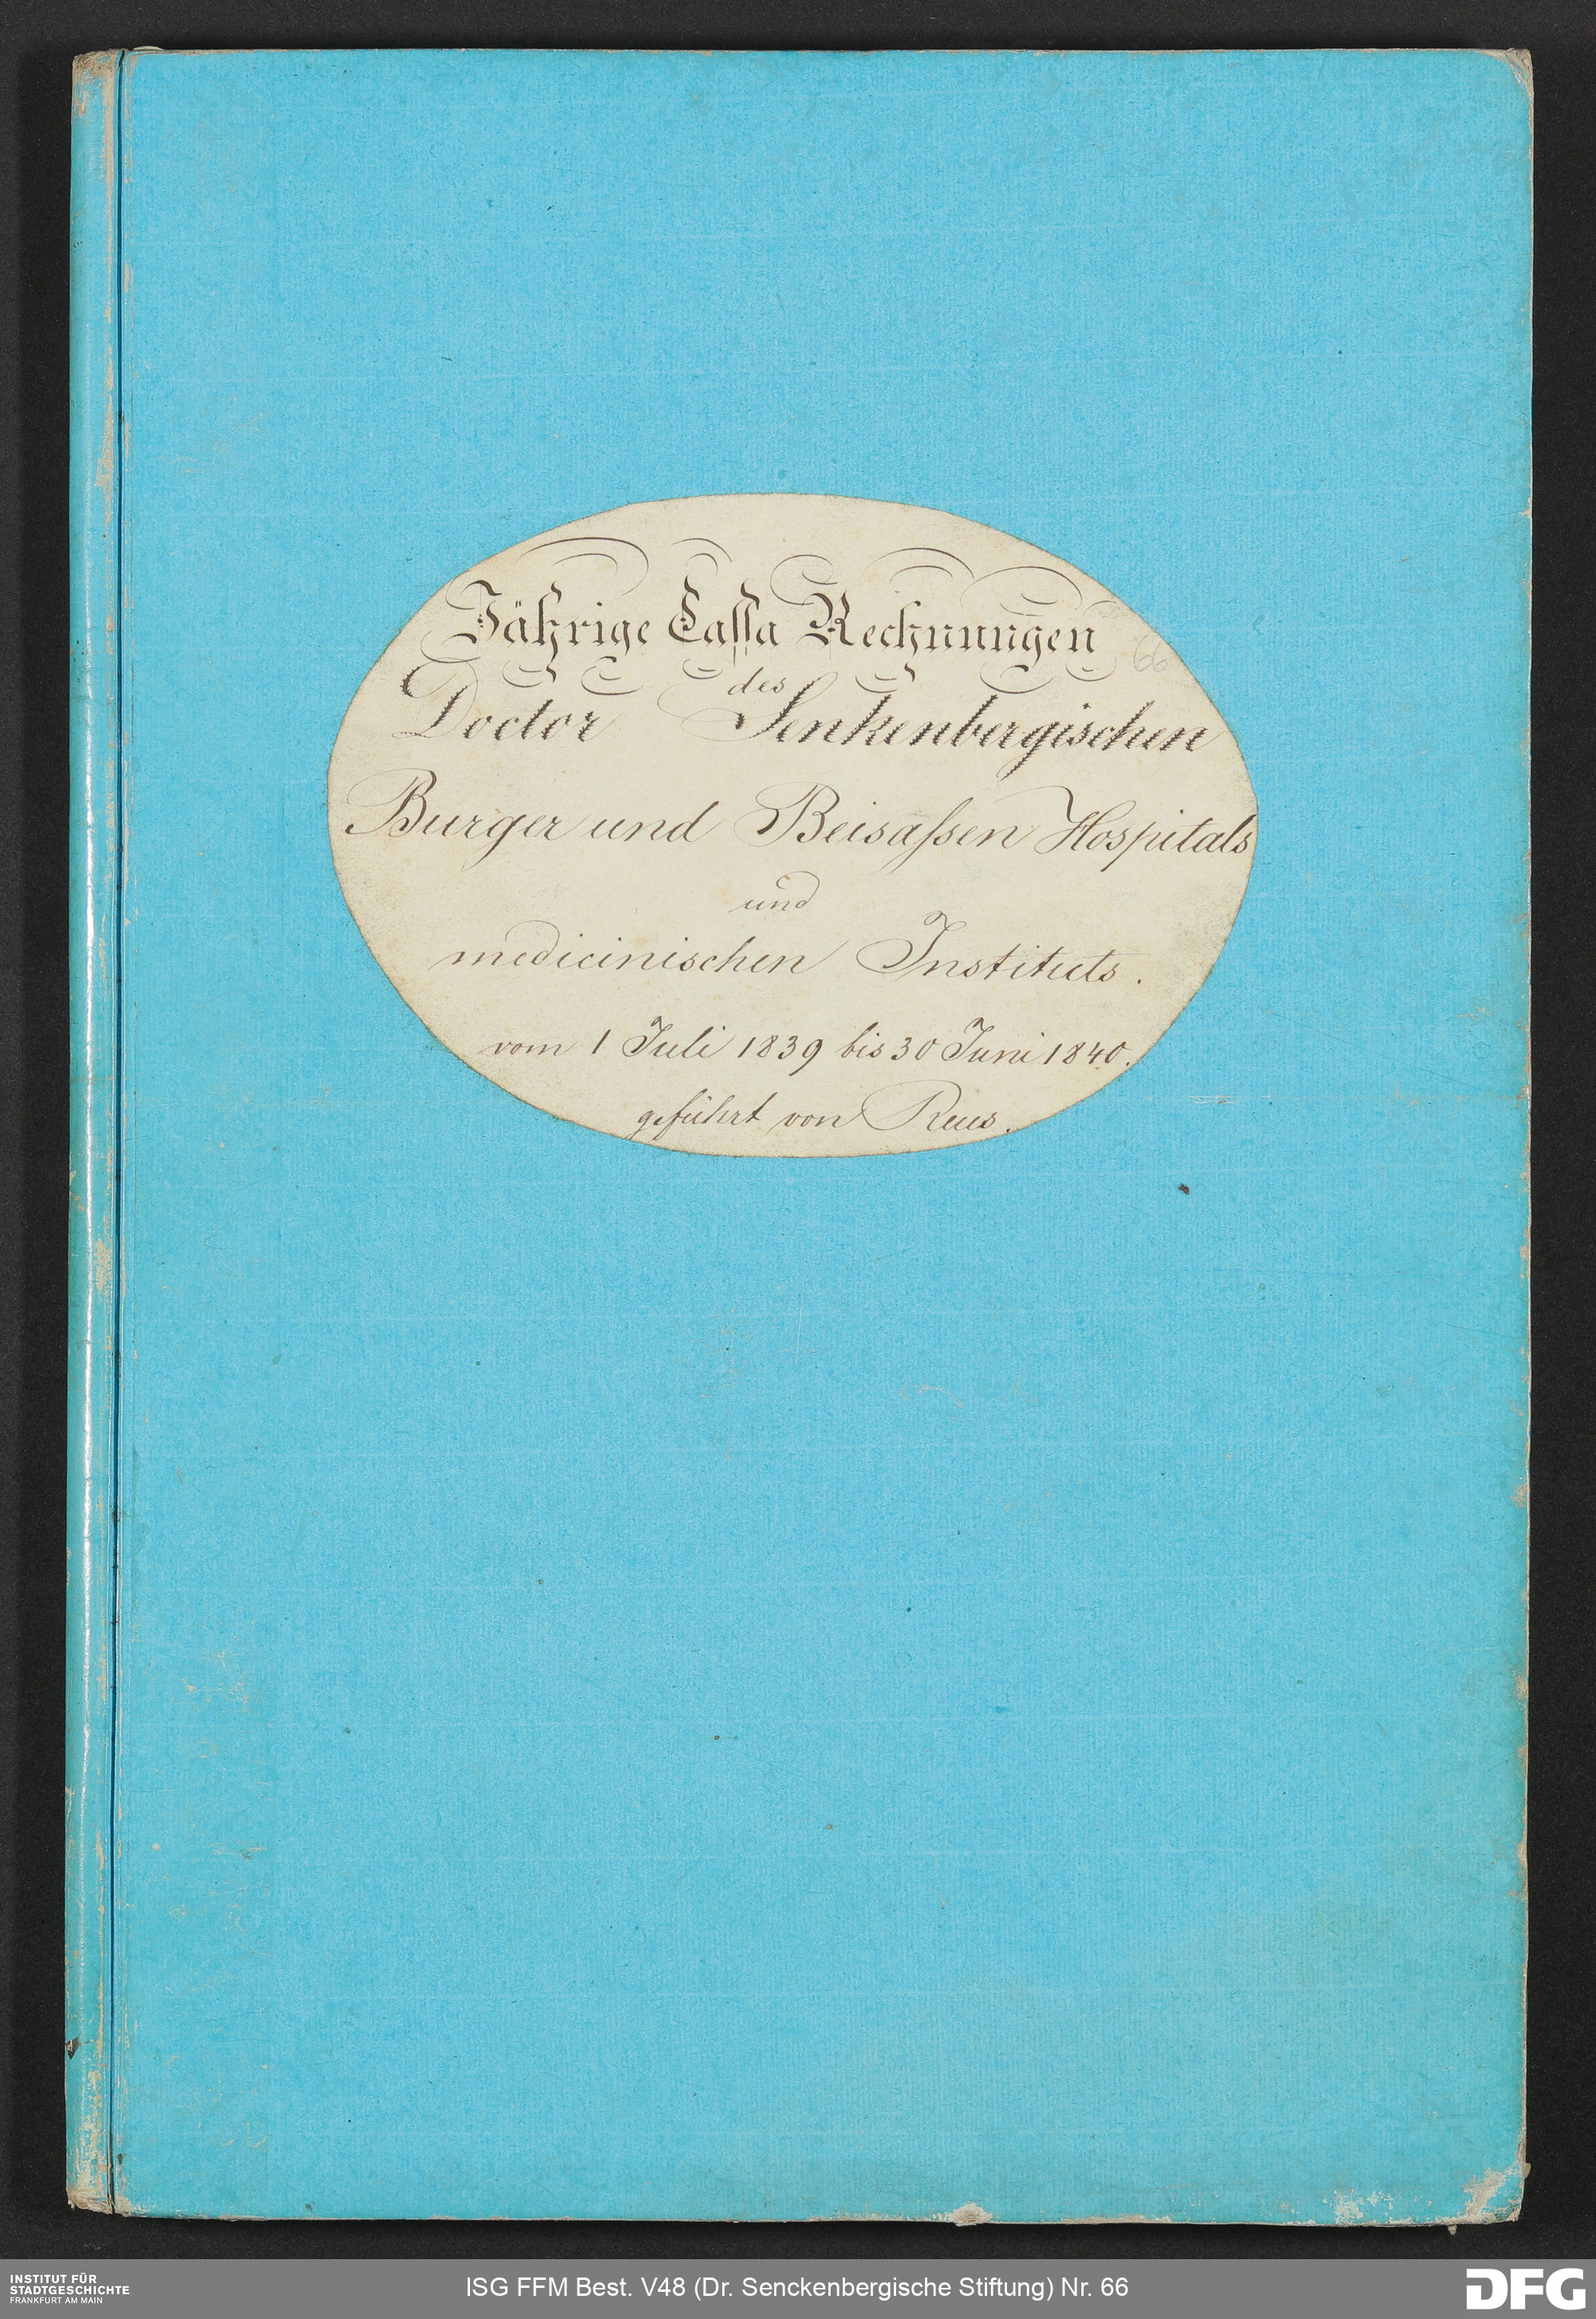 Jährige Cassa Rechnungen
66
des
Doctor Senkenbergischen
Burger und Beisaſsen Hospitals
und
medicinischen Instituts.
vom 1 Juli 1839 bis 30 Juni 1840.
geführt von Reus.
INSTITUT FÜR
STADTGESCHICHTE
FRANKFURT AM MAIN
ISG FFM Best. V48 (Dr. Senckenbergische Stiftung) Nr. 66
DFG